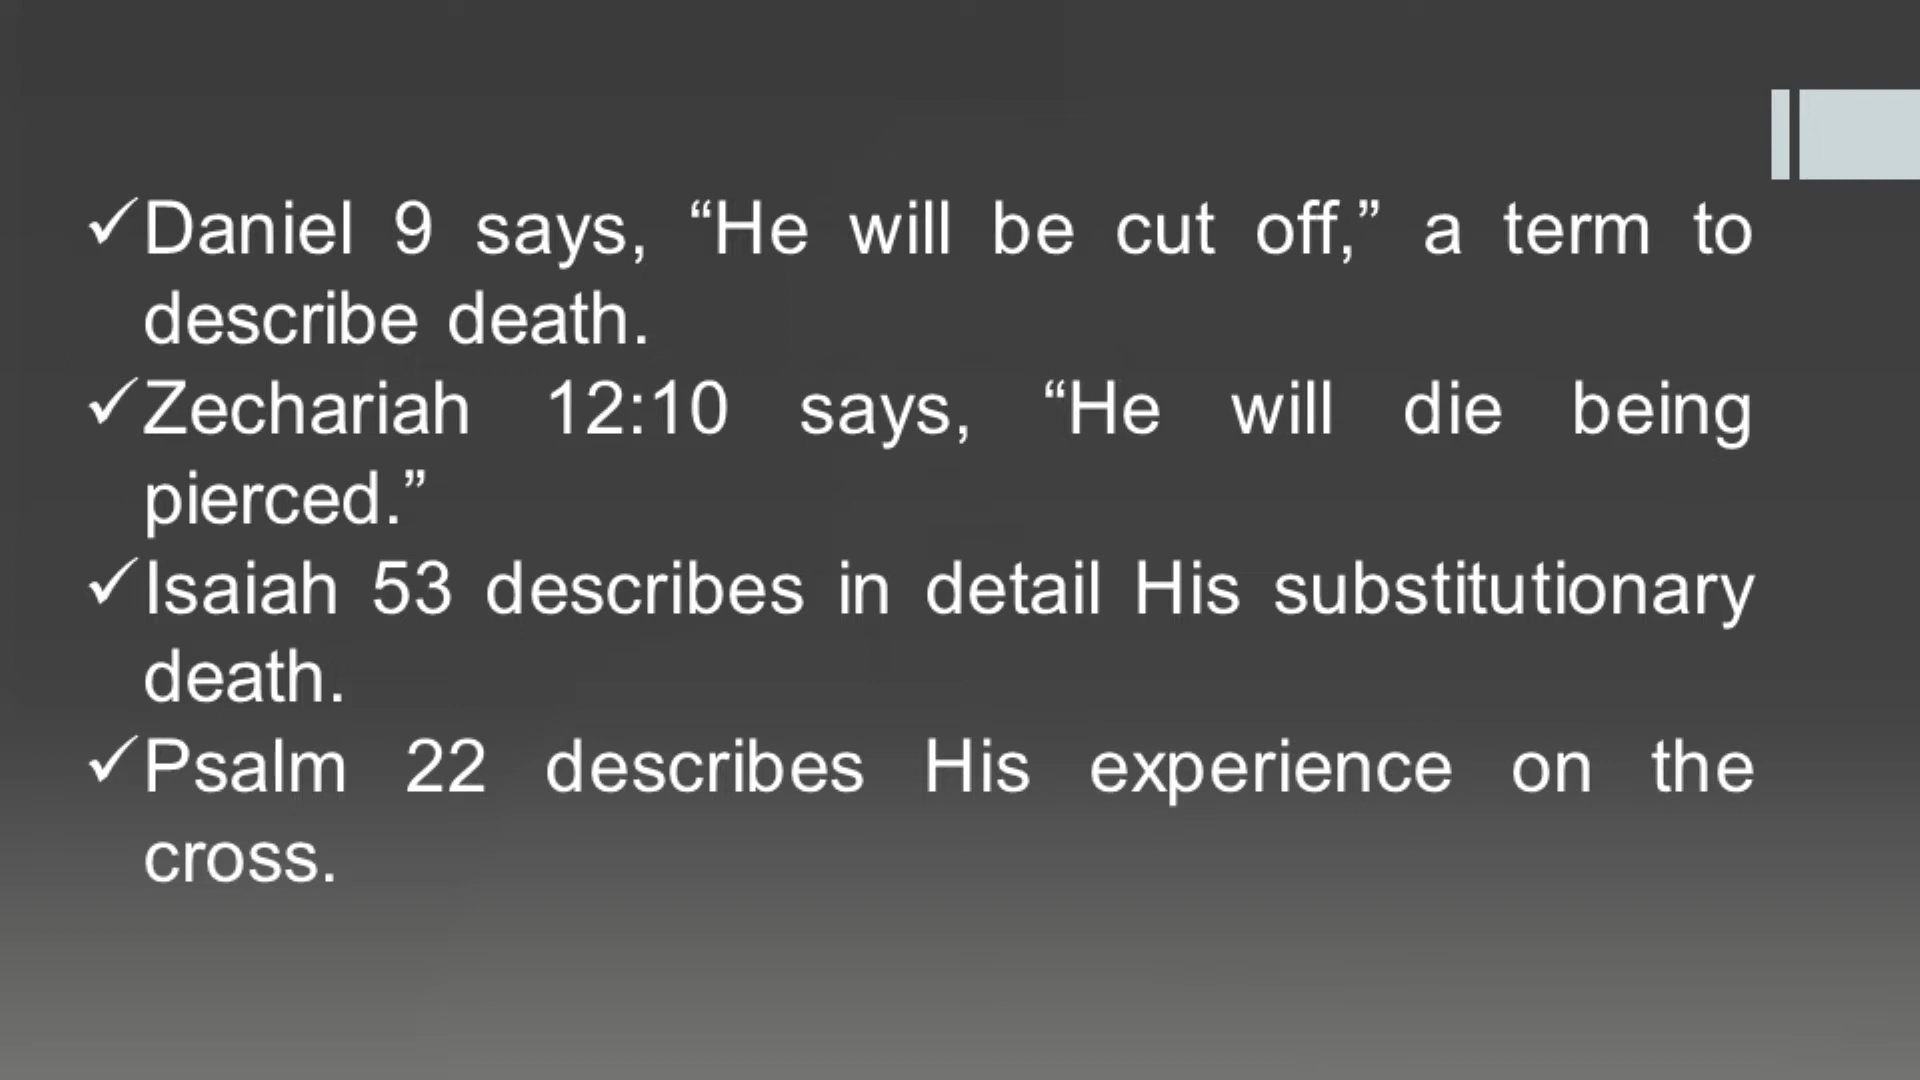 ✓Daniel 9 says, “He will be cut off,” a term to
describe death.
✓Zechariah 12:10 says, “He will die being
pierced.”
✓Isaiah 53 describes in detail His substitutionary
death.
✓Psalm 22 describes His experience on the
cross.